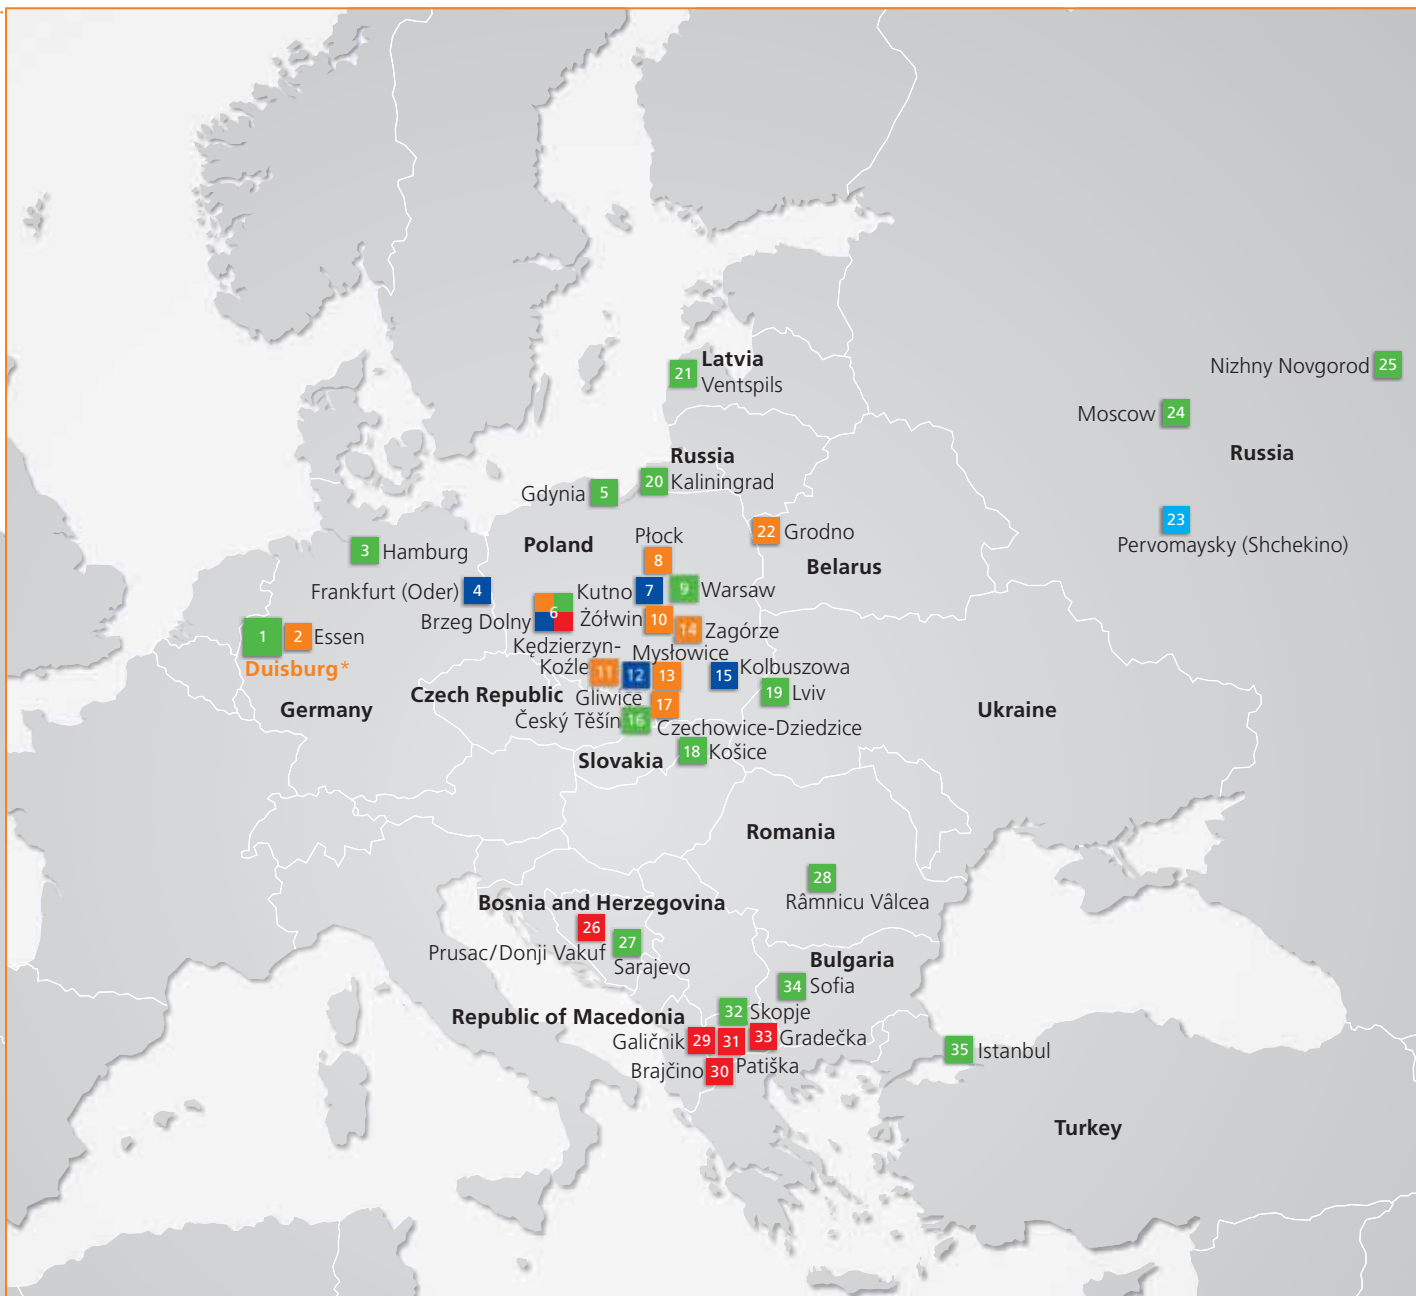 Latvia
21
Ventspils
Nizhny Novgorod 25
Moscow 24
Russia
Russia
20 Kaliningrad
Gdynia 5
23
Pervomaysky (Shchekino)
22 Grodno
Belarus
Poland
Płock
8
3 Hamburg
Frankfurt (Oder) 4
Kutno 7
9 Warsaw
6
Brzeg Dolny
Żółwin 10
14 Zagórze
1
2 Essen
Duisburg*
Germany
Kędzierzyn-
Koźle 11
12
Mysłowice
13
15 Kolbuszowa
Czech Republic
Gliwice
17
19 Lviv
Český Těšín 16
Czechowice-Dziedzice
Ukraine
18 Košice
Slovakia
Romania
28
Râmnicu Vâlcea
Bosnia and Herzegovina
26
Prusac/Donji Vakuf
27
Sarajevo
Bulgaria
34 Sofia
Republic of Macedonia
32 Skopje
Galičnik 29
31
33 Gradečka
Brajčino 30
Patiška
35 Istanbul
Turkey